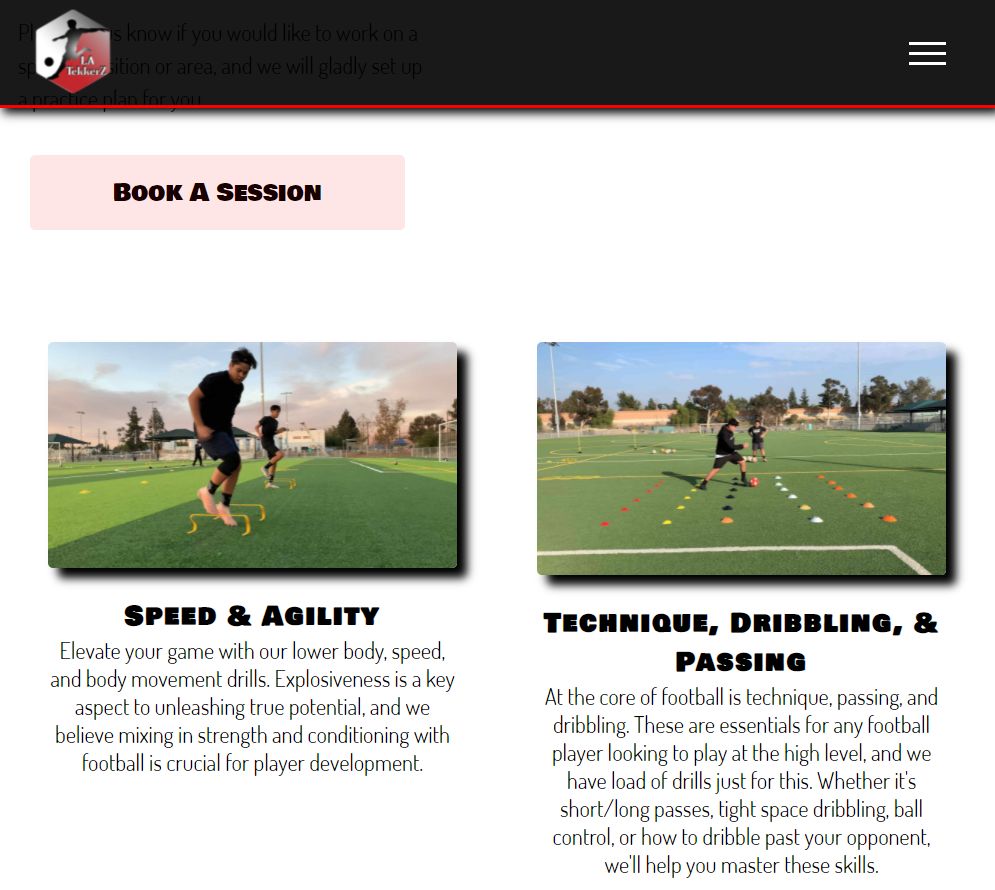 LA
TekkerZ
is know if you would like to work on a
sition or area, and we will gladly set up
a practice plan for you
Book A Session
Speed & Agility
Elevate your game with our lower body, speed,
and body movement drills. Explosiveness is a key
aspect to unleashing true potential, and we
believe mixing in strength and conditioning with
football is crucial for player development.
Technique, Dribbling, &
Passing
At the core of football is technique, passing, and
dribbling. These are essentials for any football
player looking to play at the high level, and we
have load of drills just for this. Whether it's
short/long passes, tight space dribbling, ball
control, or how to dribble past your opponent,
we'll help you master these skills.